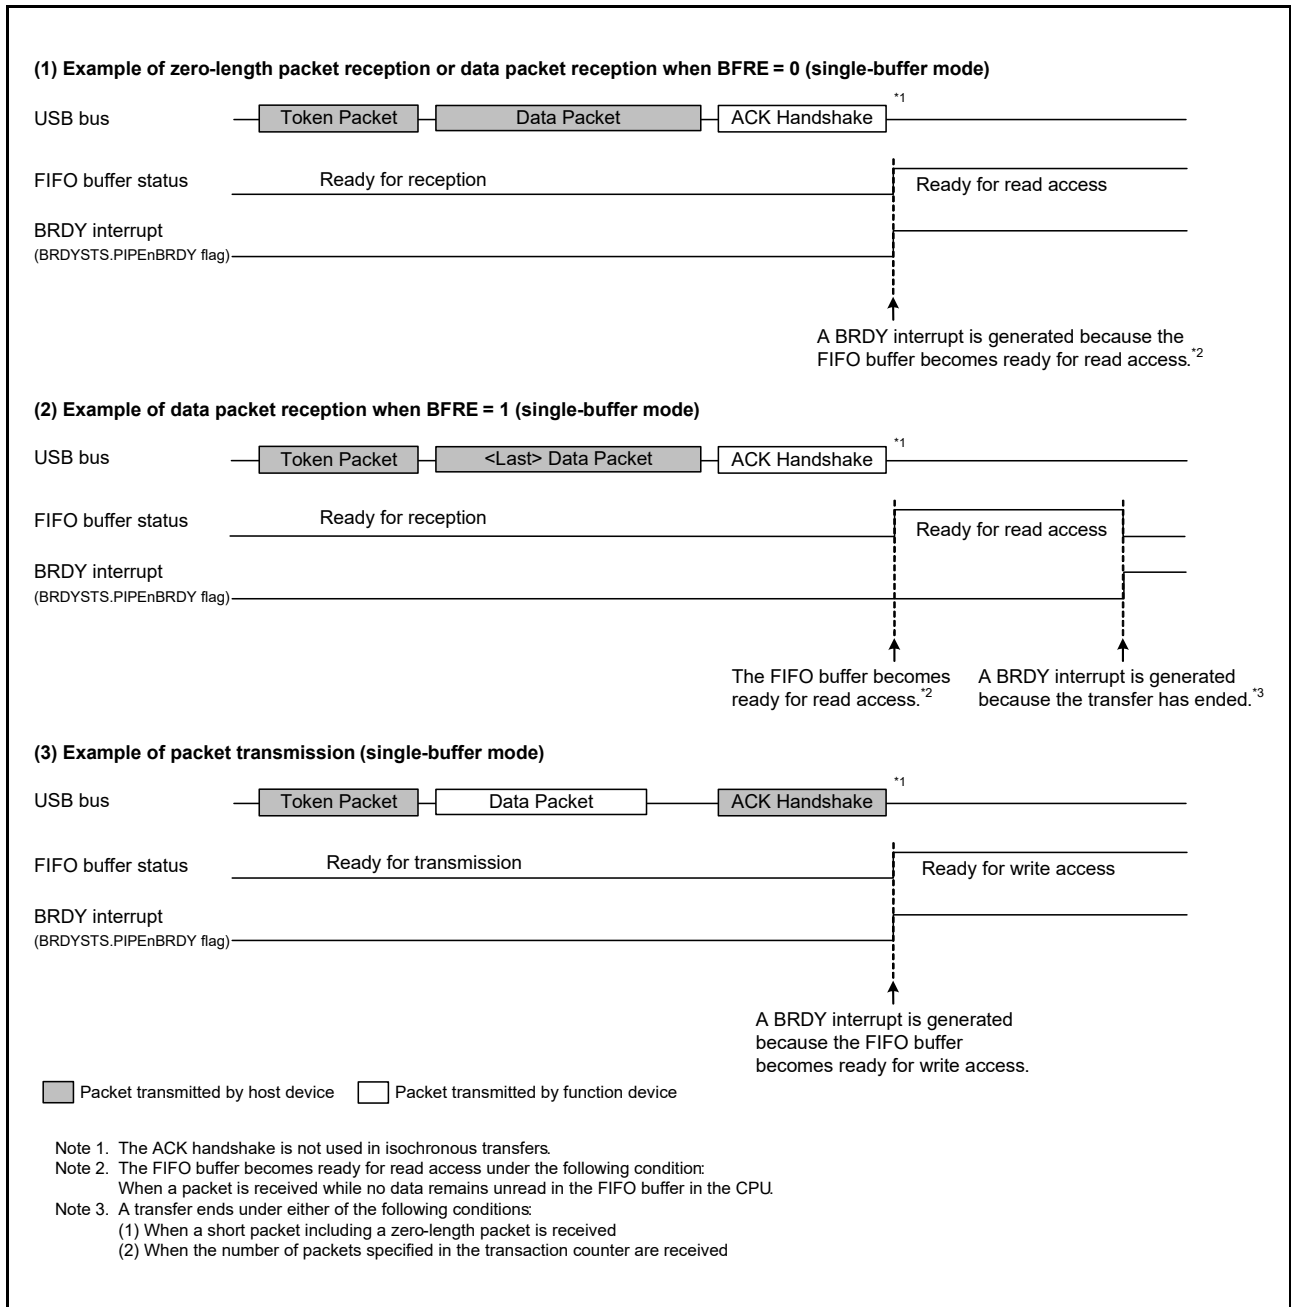 (1) Example of zero-length packet reception or data packet reception when BFRE = 0 (single-buffer mode)
*1
USB bus
Token Packet
Data Packet
ACK Handshake
FIFO buffer status
Ready for reception
Ready for read access
BRDY interrupt
(BRDYSTS.PIPEnBRDY flag)
A BRDY interrupt is generated because the
FIFO buffer becomes ready for read access.*2
(2) Example of data packet reception when BFRE = 1 (single-buffer mode)
*1
USB bus
Token Packet
<Last> Data Packet
ACK Handshake
FIFO buffer status
Ready for reception
Ready for read access
BRDY interrupt
(BRDYSTS.PIPEnBRDY flag)
The FIFO buffer becomes
ready for read access.*2
A BRDY interrupt is generated
because the transfer has ended.*3
(3) Example of packet transmission (single-buffer mode)
*1
USB bus
Token Packet
Data Packet
ACK Handshake
FIFO buffer status
Ready for transmission
Ready for write access
BRDY interrupt
(BRDYSTS.PIPEnBRDY flag)
A BRDY interrupt is generated
because the FIFO buffer
becomes ready for write access.
Packet transmitted by host device
Packet transmitted by function device
Note 1. The ACK handshake is not used in isochronous transfers.
Note 2. The FIFO buffer becomes ready for read access under the following condition:
When a packet is received while no data remains unread in the FIFO buffer in the CPU.
Note 3. A transfer ends under either of the following conditions:
(1) When a short packet including a zero-length packet is received
(2) When the number of packets specified in the transaction counter are received